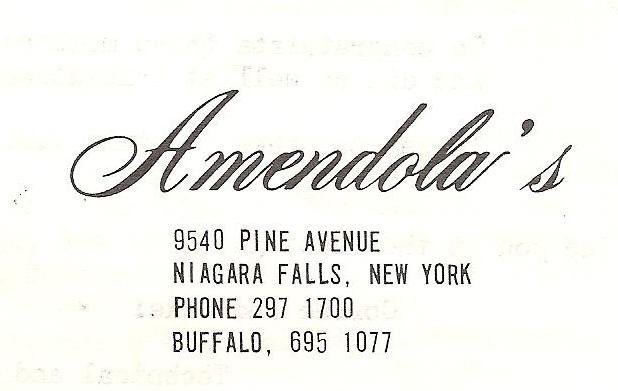 Amendola's
9540 PINE AVENUE
NIAGARA FALLS, NEW YORK
PHONE 297 1700
BUFFALO, 695 1077